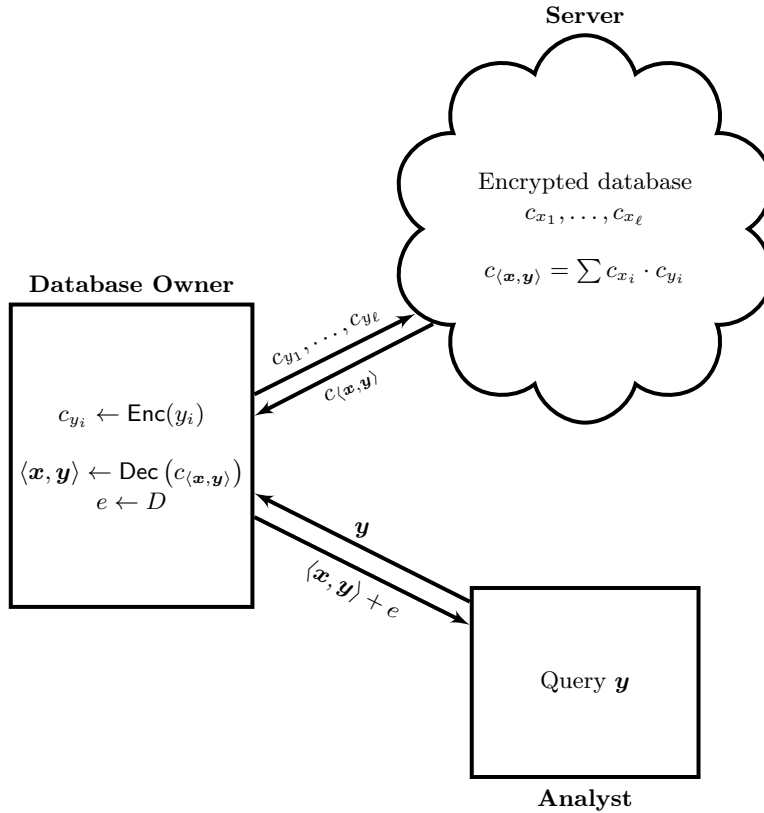 Server
Encrypted database
c_{x_1}, . . . , c_{x_ℓ}
c_{⟨x,y⟩} = ∑ c_{x_i} · c_{y_i}
Database Owner
c_{y_1}, . . . , c_{y_ℓ}
c_{⟨x,y⟩}
c_{y_i} ← Enc(y_i)
⟨x, y⟩ ← Dec (c_{⟨x,y⟩})
e ← D
y
⟨x, y⟩ + e
Query y
Analyst